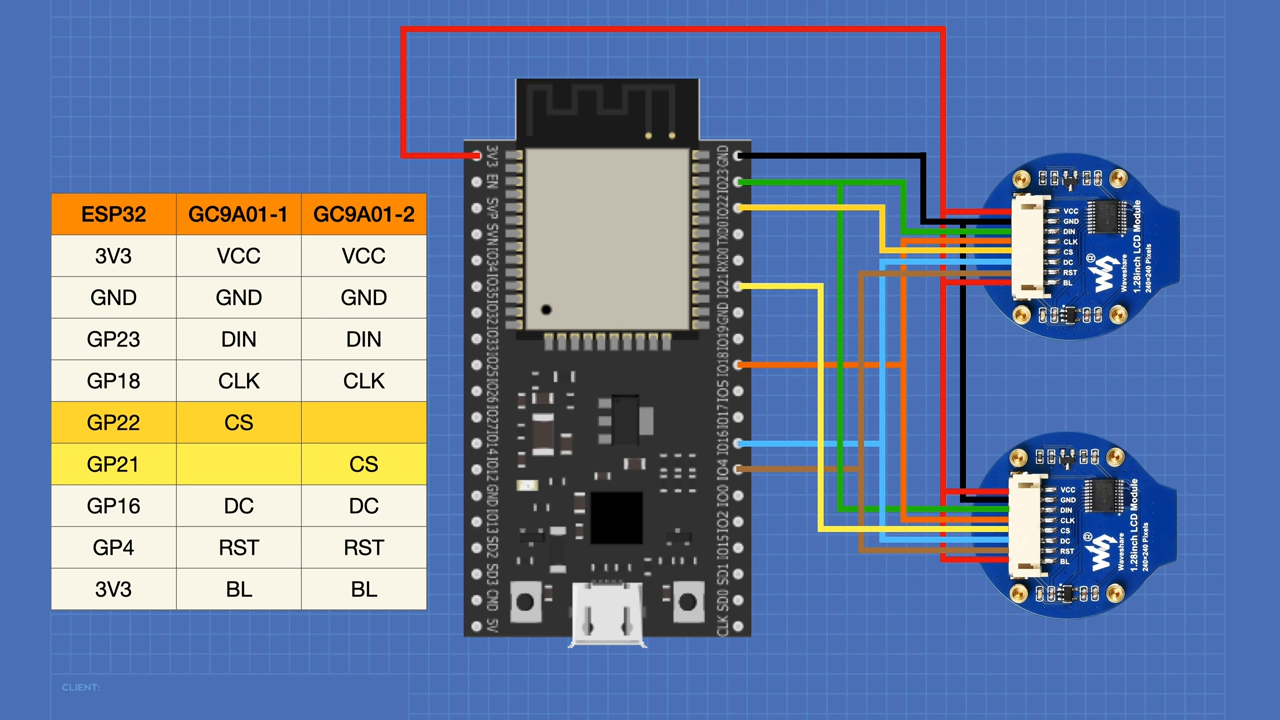 ESP32 GC9A01-1 GC9A01-2
3V3 VCC VCC
GND GND GND
GP23 DIN DIN
GP18 CLK CLK
GP22 CS
GP21 CS
GP16 DC DC
GP4 RST RST
3V3 BL BL
CLIENT:
3V3
EN
SVP
SVN
IO34
IO35
IO32
IO33
IO25
IO26
IO27
IO14
IO12
GND
IO13
SD2
SD3
CMD
5V
GND
IO23
IO22
TXD0
RXD0
IO21
GND
IO19
IO18
IO5
IO17
IO16
IO4
IO0
IO2
IO15
SD1
SD0
CLK
VCC
GND
DIN
CLK
CS
DC
RST
BL
®
Waveshare
1.28inch LCD Module
240×240 Pixels
VCC
GND
DIN
CLK
CS
DC
RST
BL
®
Waveshare
1.28inch LCD Module
240×240 Pixels